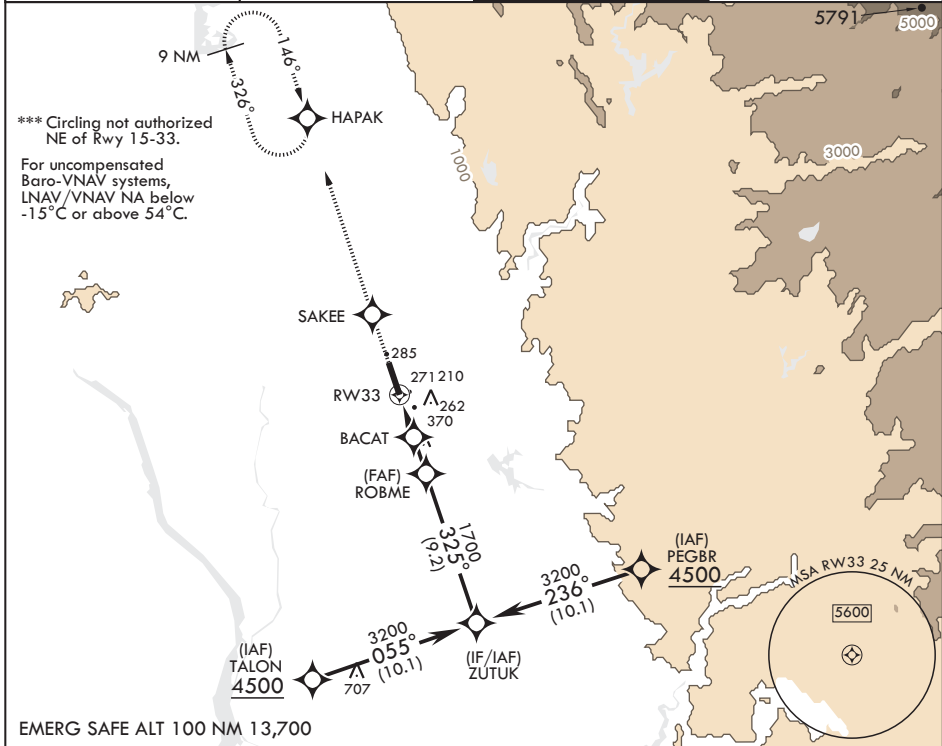 5791
5000
9 NM
146°
326°
HAPAK
*** Circling not authorized
NE of Rwy 15-33.
For uncompensated
Baro-VNAV systems,
LNAV/VNAV NA below
-15°C or above 54°C.
1000
3000
SAKEE
285
RW33
271
210
262
370
BACAT
(FAF)
ROBME
1700
325°
(9.2)
(IAF)
PEGBR
4500
3200
236°
(10.1)
MSA RW33 25 NM
5600
(IAF)
TALON
4500
3200
055°
(10.1)
707
(IF/IAF)
ZUTUK
EMERG SAFE ALT 100 NM 13,700